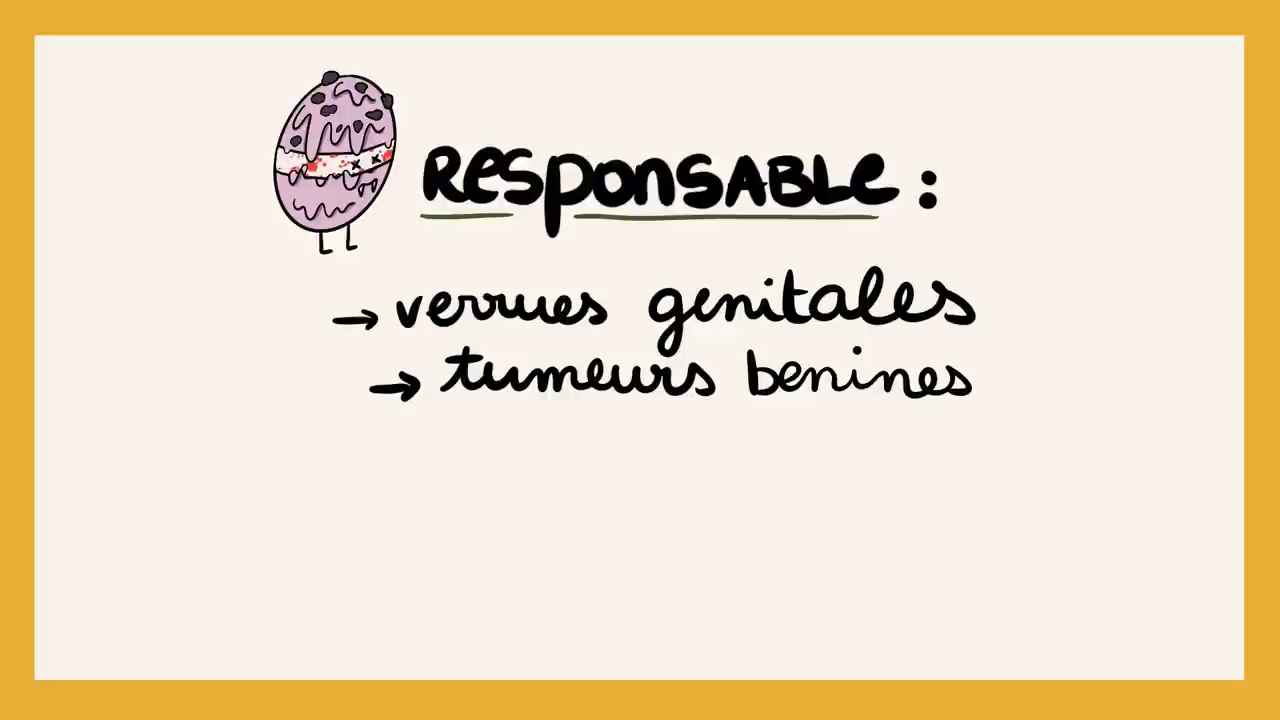 Responsable :
→ verrues genitales
→ tumeurs benines